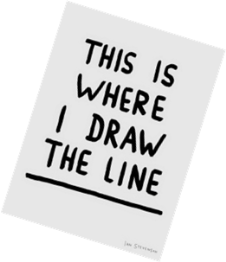 THIS IS
WHERE
I DRAW
THE LINE